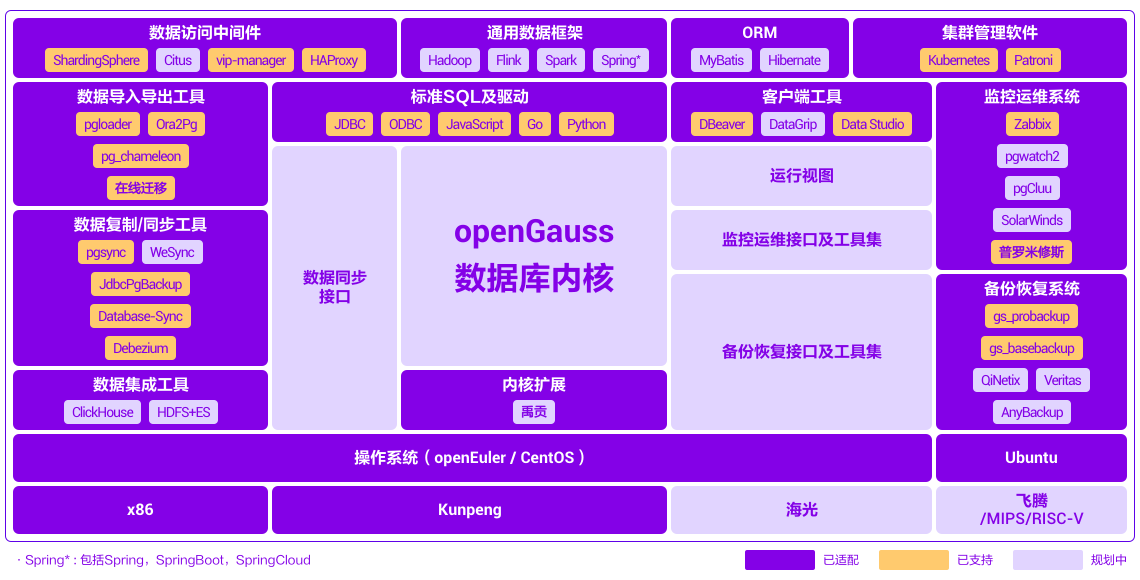 数据访问中间件
ShardingSphere Citus vip-manager HAProxy
通用数据框架
Hadoop Flink Spark Spring*
ORM
MyBatis Hibernate
集群管理软件
Kubernetes Patroni
数据导入导出工具
pgloader Ora2Pg
pg_chameleon
在线迁移
标准SQL及驱动
JDBC ODBC JavaScript Go Python
客户端工具
DBeaver DataGrip Data Studio
监控运维系统
Zabbix
pgwatch2
pgCluu
SolarWinds
普罗米修斯
数据复制/同步工具
pgsync WeSync
JdbcPgBackup
Database-Sync
Debezium
数据同步
接口
openGauss
数据库内核
运行视图
监控运维接口及工具集
备份恢复接口及工具集
备份恢复系统
gs_probackup
gs_basebackup
QiNetix Veritas
AnyBackup
数据集成工具
ClickHouse HDFS+ES
内核扩展
禹贡
操作系统（openEuler / CentOS ）
Ubuntu
x86
Kunpeng
海光
飞腾
/MIPS/RISC-V
· Spring* : 包括Spring，SpringBoot，SpringCloud
已适配
已支持
规划中